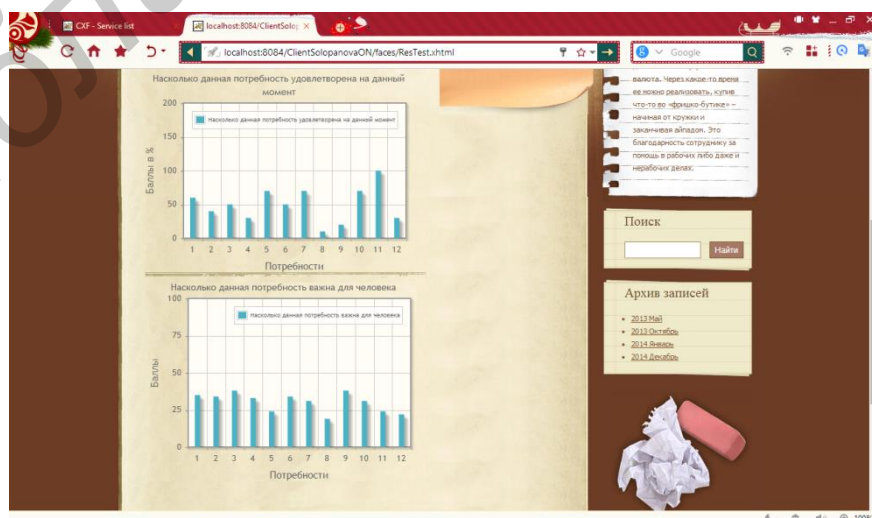 CXF - Service list
localhost:8084/ClientSolo
localhost:8084/ClientSolopanovaON/faces/ResTest.xhtml
Google
Насколько данная потребность удовлетворена на данный
момент
Насколько данная потребность удовлетворена на данной момент
200
150
100
50
0
Баллы в %
1 2 3 4 5 6 7 8 9 10 11 12
Потребности
Насколько данная потребность важна для человека
Насколько данная потребность важна для человека
100
75
50
25
0
Баллы
1 2 3 4 5 6 7 8 9 10 11 12
Потребности
валюта. Через какое-то время
ее можно реализовать, купив
что-то во «фришко-бутике» –
начиная от кружки и
заканчивая айпадом. Это
благодарность сотруднику за
помощь в рабочих либо даже и
нерабочих делах.
Поиск
Найти
Архив записей
2013 Май
2013 Октябрь
2014 Январь
2014 Декабрь
100%